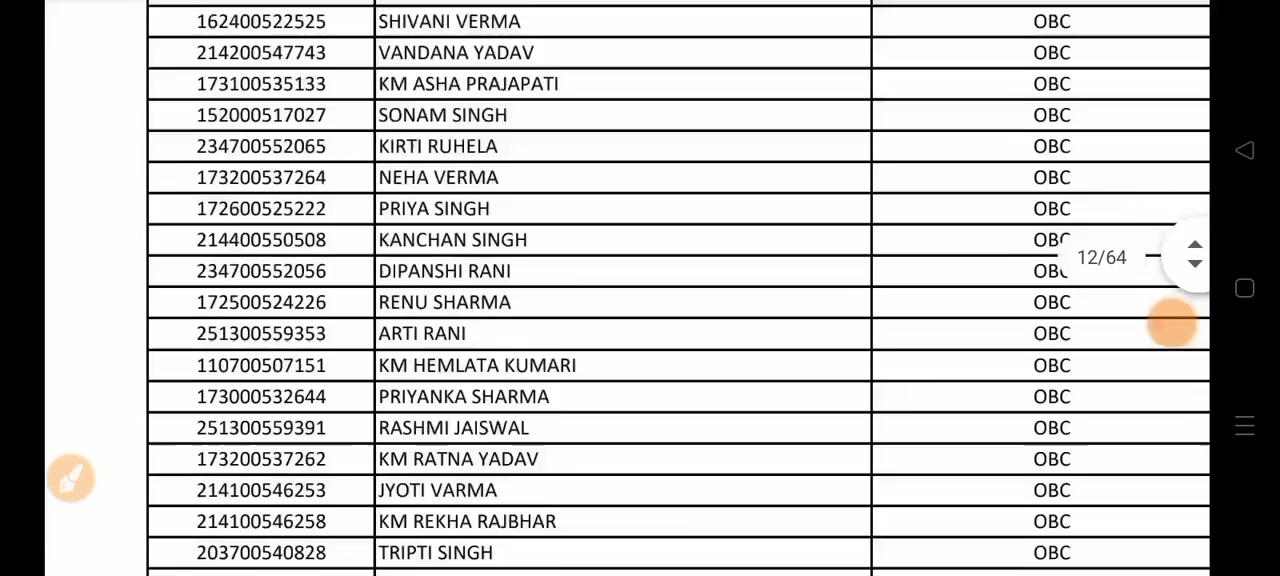 162400522525 SHIVANI VERMA OBC
214200547743 VANDANA YADAV OBC
173100535133 KM ASHA PRAJAPATI OBC
152000517027 SONAM SINGH OBC
234700552065 KIRTI RUHELA OBC
173200537264 NEHA VERMA OBC
172600525222 PRIYA SINGH OBC
214400550508 KANCHAN SINGH OBC
12/64
234700552056 DIPANSHI RANI OBC
172500524226 RENU SHARMA OBC
251300559353 ARTI RANI OBC
110700507151 KM HEMLATA KUMARI OBC
173000532644 PRIYANKA SHARMA OBC
251300559391 RASHMI JAISWAL OBC
173200537262 KM RATNA YADAV OBC
214100546253 JYOTI VARMA OBC
214100546258 KM REKHA RAJBHAR OBC
203700540828 TRIPTI SINGH OBC